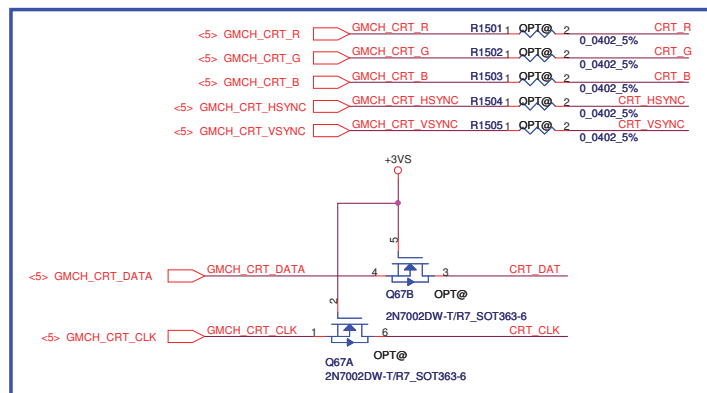 <5> GMCH_CRT_R GMCH_CRT_R R1501 1 OPT@ 2 CRT_R
0_0402_5%
<5> GMCH_CRT_G GMCH_CRT_G R1502 1 OPT@ 2 CRT_G
0_0402_5%
<5> GMCH_CRT_B GMCH_CRT_B R1503 1 OPT@ 2 CRT_B
0_0402_5%
<5> GMCH_CRT_HSYNC GMCH_CRT_HSYNC R1504 1 OPT@ 2 CRT_HSYNC
0_0402_5%
<5> GMCH_CRT_VSYNC GMCH_CRT_VSYNC R1505 1 OPT@ 2 CRT_VSYNC
0_0402_5%
+3VS
5
<5> GMCH_CRT_DATA GMCH_CRT_DATA 4 3 CRT_DAT
Q67B OPT@
2
2N7002DW-T/R7_SOT363-6
<5> GMCH_CRT_CLK GMCH_CRT_CLK 1 6 CRT_CLK
OPT@
Q67A
2N7002DW-T/R7_SOT363-6